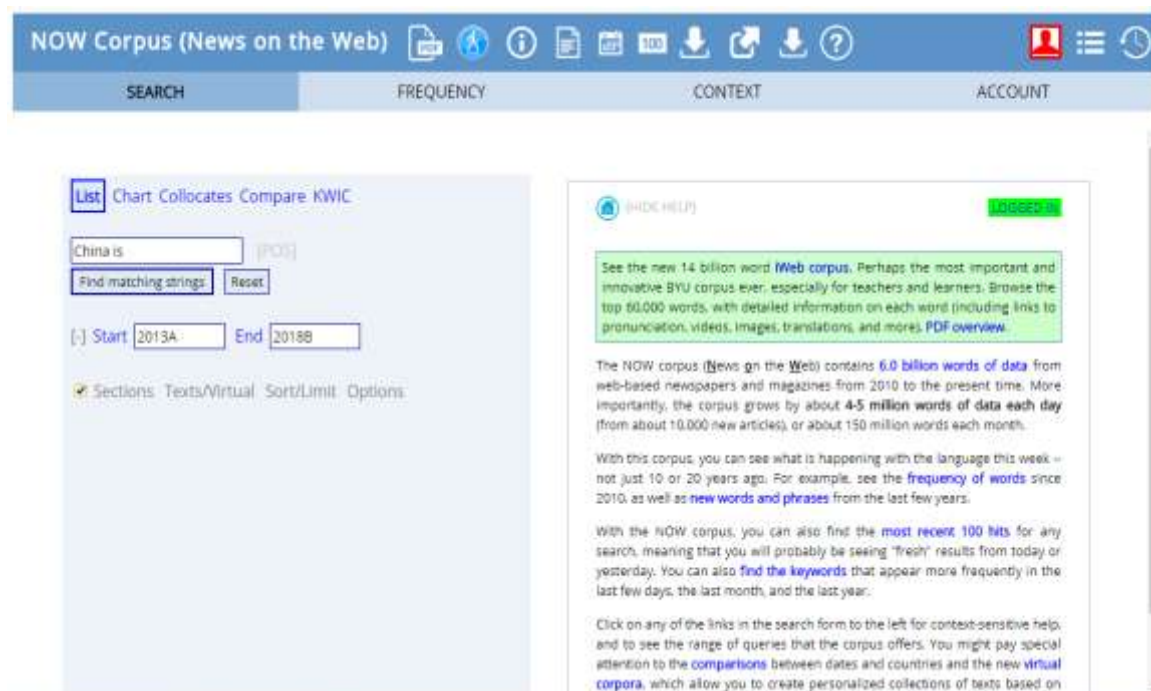 NOW Corpus (News on the Web)
PDF
100
?
SEARCH FREQUENCY CONTEXT ACCOUNT
List Chart Collocates Compare KWIC
China is [POS]
Find matching strings Reset
[-] Start 2013A End 2018B
Sections Texts/Virtual Sort/Limit Options
[HIDE HELP] LOGGED IN
See the new 14 billion word iWeb corpus. Perhaps the most important and
innovative BYU corpus ever, especially for teachers and learners. Browse the
top 60,000 words, with detailed information on each word (including links to
pronunciation, videos, images, translations, and more). PDF overview.
The NOW corpus (News on the Web) contains 6.0 billion words of data from
web-based newspapers and magazines from 2010 to the present time. More
importantly, the corpus grows by about 4-5 million words of data each day
(from about 10,000 new articles), or about 150 million words each month.
With this corpus, you can see what is happening with the language this week –
not just 10 or 20 years ago. For example, see the frequency of words since
2010, as well as new words and phrases from the last few years.
With the NOW corpus, you can also find the most recent 100 hits for any
search, meaning that you will probably be seeing "fresh" results from today or
yesterday. You can also find the keywords that appear more frequently in the
last few days, the last month, and the last year.
Click on any of the links in the search form to the left for context-sensitive help,
and to see the range of queries that the corpus offers. You might pay special
attention to the comparisons between dates and countries and the new virtual
corpora, which allow you to create personalized collections of texts based on